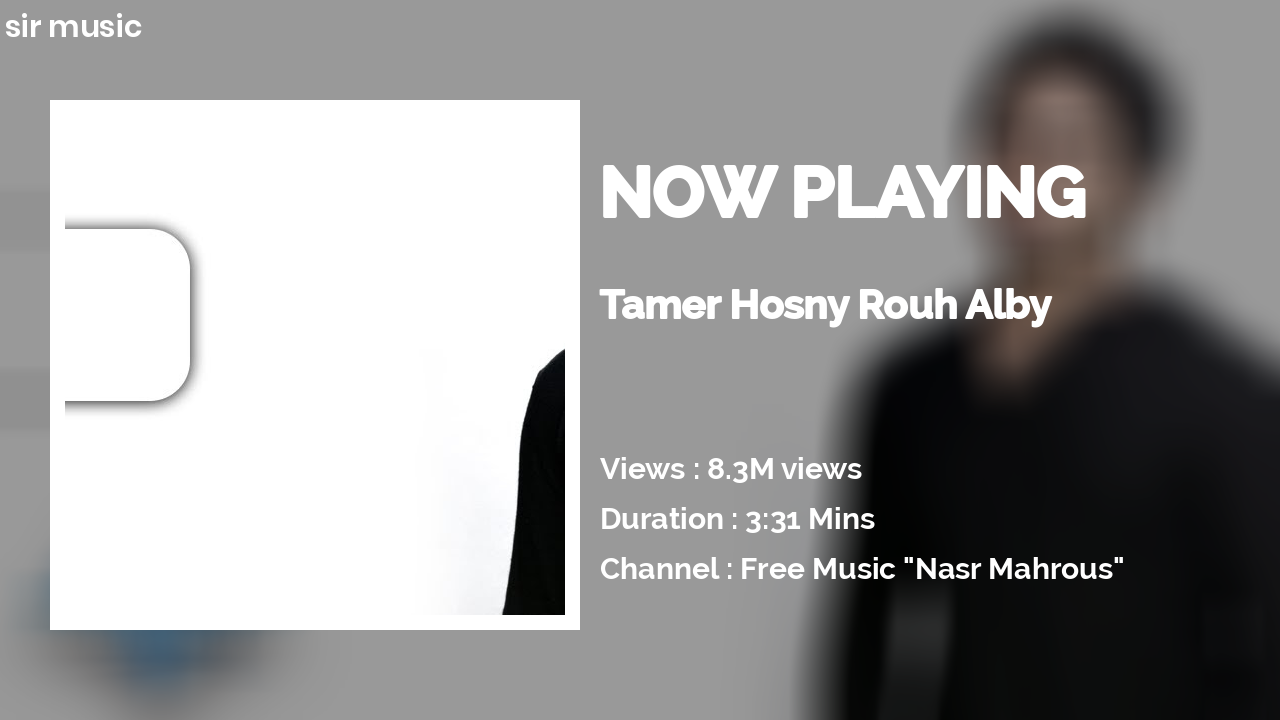 sir music
NOW PLAYING
Tamer Hosny Rouh Alby
Views : 8.3M views
Duration : 3:31 Mins
Channel : Free Music "Nasr Mahrous"